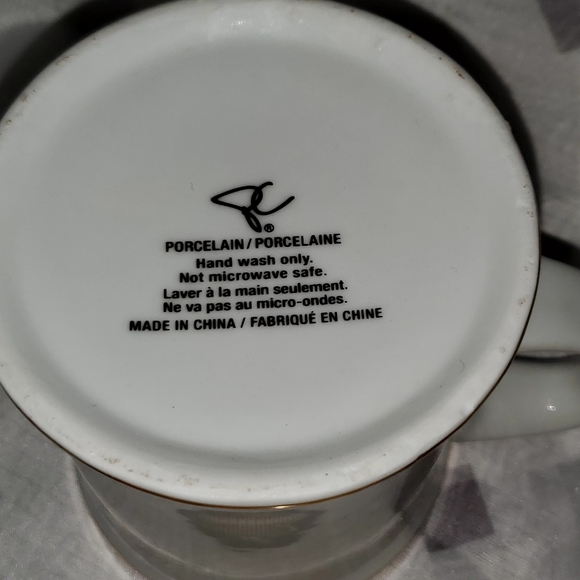 ®
PORCELAIN / PORCELAINE
Hand wash only.
Not microwave safe.
Laver à la main seulement.
Ne va pas au micro-ondes.
MADE IN CHINA / FABRIQUÉ EN CHINE